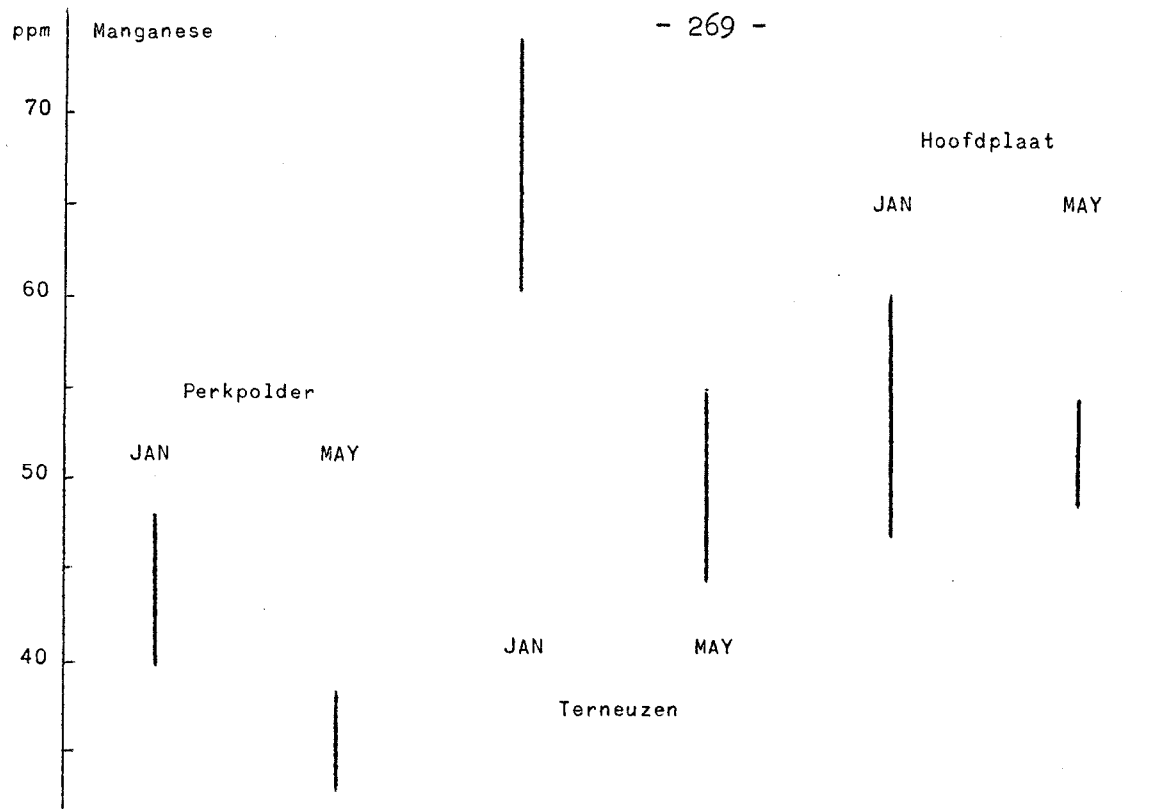 - 269 -
ppm Manganese
70
Hoofdplaat
JAN MAY
60
Perkpolder
JAN MAY
50
JAN MAY
40
Terneuzen